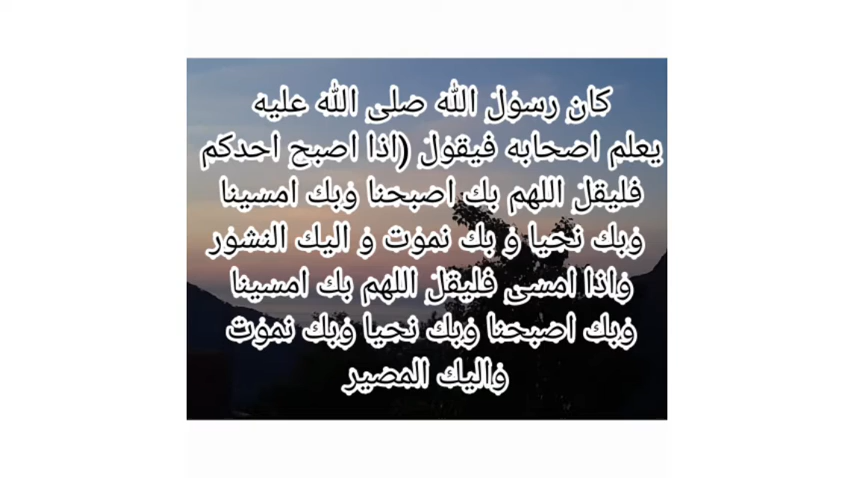 كان رسول الله صلى الله عليه
يعلم اصحابه فيقول (اذا اصبح احدكم
فليقل اللهم بك اصبحنا وبك امسينا
وبك نحيا و بك نموت و اليك النشور
واذا امسى فليقل اللهم بك امسينا
وبك اصبحنا وبك نحيا وبك نموت
واليك المصير